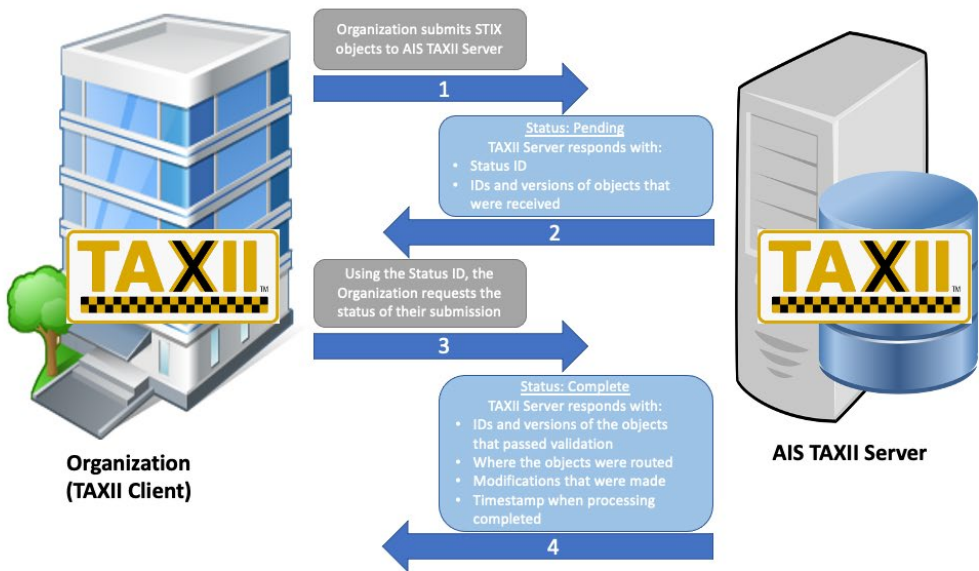 Organization submits STIX
objects to AIS TAXII Server
1
Status: Pending
TAXII Server responds with:
• Status ID
• IDs and versions of objects that
were received
2
TAXII™
TAXII™
Using the Status ID, the
Organization requests the
status of their submission
3
Status: Complete
TAXII Server responds with:
• IDs and versions of the objects
that passed validation
• Where the objects were routed
• Modifications that were made
• Timestamp when processing
completed
4
Organization
(TAXII Client)
AIS TAXII Server